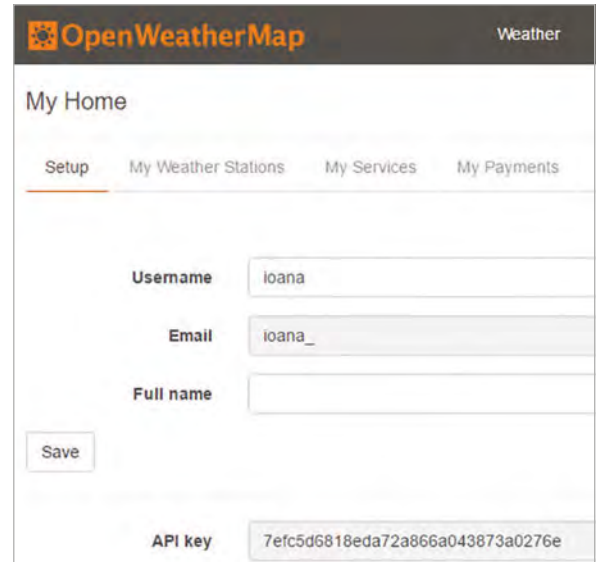 OpenWeatherMap Weather
My Home
Setup My Weather Stations My Services My Payments
Username ioana
Email ioana_
Full name
Save
API key 7efc5d6818eda72a866a043873a0276e